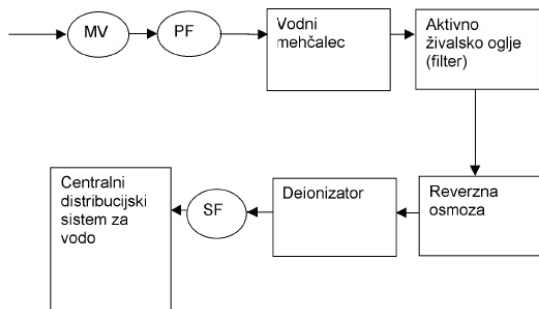 MV
PF
Vodni
mehčalec
Aktivno
živalsko oglje
(filter)
Reverzna
osmoza
Deionizator
SF
Centralni
distribucijski
sistem za
vodo